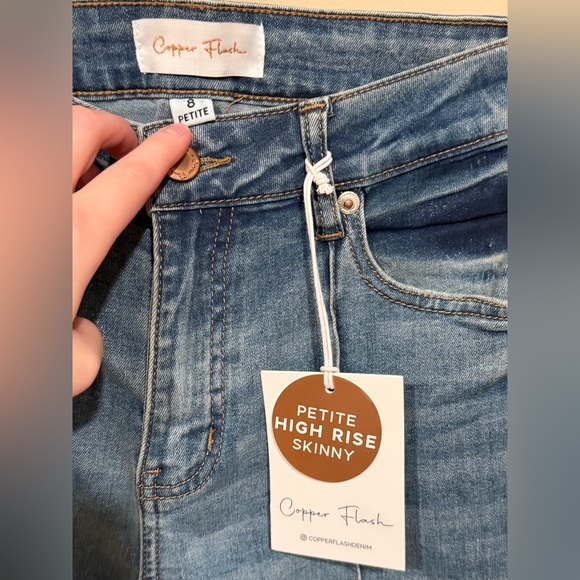 Copper Flash
8
PETITE
PETITE
HIGH RISE
SKINNY
Copper Flash
COPPERFLASHDENIM